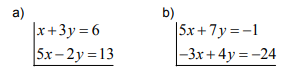 a) b)
x+3y=6 5x+7y=-1
5x-2y=13 -3x+4y=-24